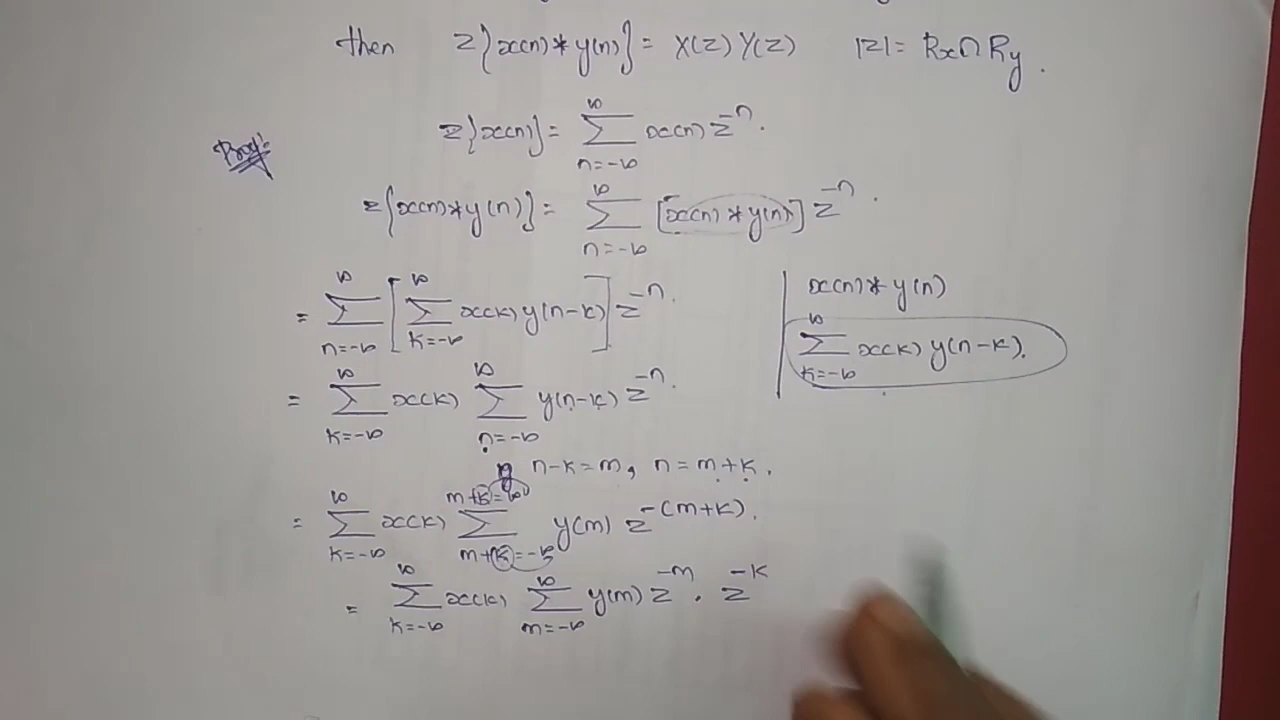 then Z{x(n) * y(n)} = X(Z) Y(Z) |Z| = Rx ∩ Ry.
Proof:
Z{x(n)} = ∑_{n=-∞}^{∞} x(n) Z^{-n}.
Z{x(n) * y(n)} = ∑_{n=-∞}^{∞} [x(n) * y(n)] Z^{-n}.
= ∑_{n=-∞}^{∞} [∑_{k=-∞}^{∞} x(k) y(n-k)] Z^{-n}.
x(n) * y(n)
∑_{k=-∞}^{∞} x(k) y(n-k).
= ∑_{k=-∞}^{∞} x(k) ∑_{n=-∞}^{∞} y(n-k) Z^{-n}.
n-k = m, n = m+k.
= ∑_{k=-∞}^{∞} x(k) ∑_{m+k=-∞}^{m+k=∞} y(m) Z^{-(m+k)}.
= ∑_{k=-∞}^{∞} x(k) ∑_{m=-∞}^{∞} y(m) Z^{-m} . Z^{-k}